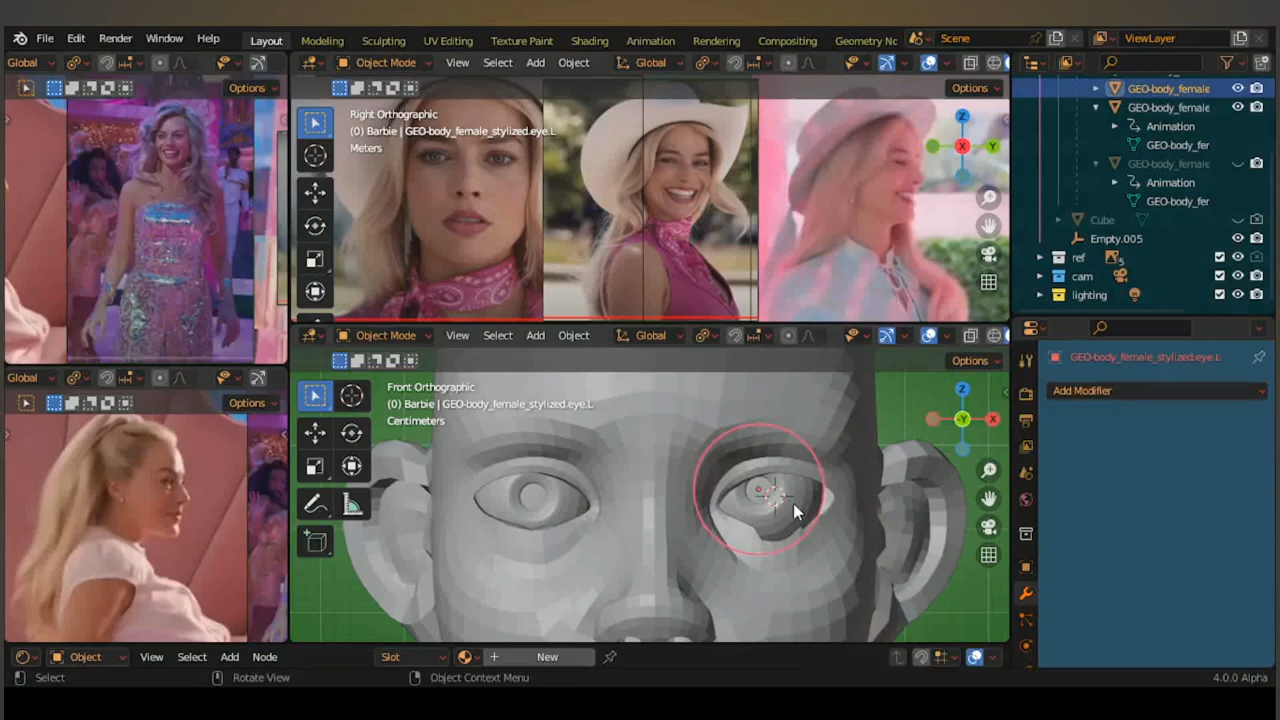 File Edit Render Window Help
Layout Modeling Sculpting UV Editing Texture Paint Shading Animation Rendering Compositing Geometry Nc
Scene
ViewLayer
Global
Object Mode View Select Add Object Global
Options
Options
Right Orthographic
(0) Barbie | GEO-body_female_stylized.eye.L
Meters
Z
X
Y
GEO-body_female
GEO-body_female
Animation
GEO-body_fer
GEO-body_female
Animation
GEO-body_fer
Cube
Empty.005
ref
5
cam
lighting
Object Mode View Select Add Object Global
Options
Front Orthographic
(0) Barbie | GEO-body_female_stylized.eye.L
Centimeters
Z
-Y
X
GEO-body_female_stylized.eye.L
Add Modifier
Global
Options
Object View Select Add Node
Slot
New
Select
Rotate View
Object Context Menu
4.0.0 Alpha